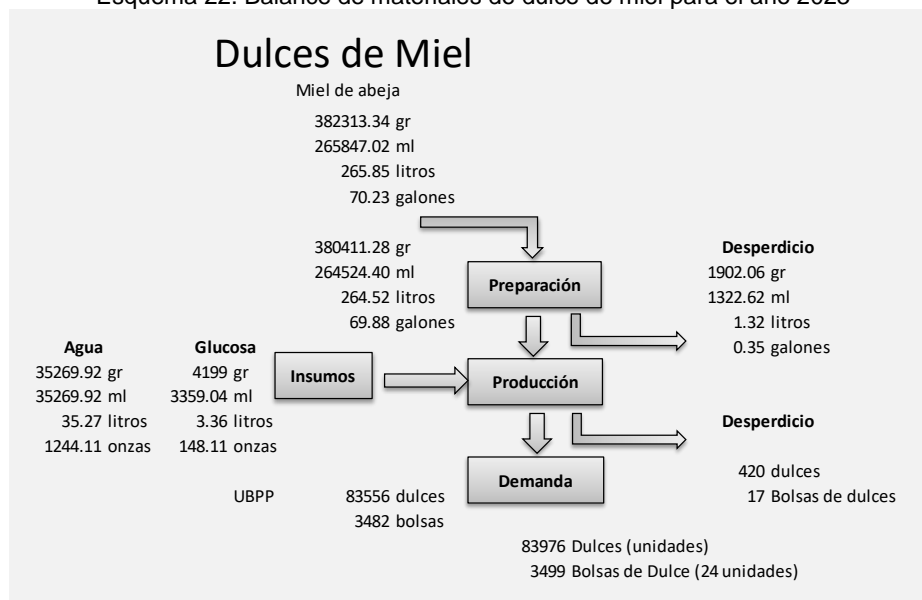 Esquema 22. Balance de materiales de dulce de miel para el año 2023
Dulces de Miel
Miel de abeja
382313.34 gr
265847.02 ml
265.85 litros
70.23 galones
380411.28 gr
264524.40 ml
264.52 litros
69.88 galones
Preparación
Desperdicio
1902.06 gr
1322.62 ml
1.32 litros
0.35 galones
Agua
35269.92 gr
35269.92 ml
35.27 litros
1244.11 onzas
Glucosa
4199 gr
3359.04 ml
3.36 litros
148.11 onzas
Insumos
Producción
Desperdicio
420 dulces
17 Bolsas de dulces
Demanda
UBPP 83556 dulces
3482 bolsas
83976 Dulces (unidades)
3499 Bolsas de Dulce (24 unidades)